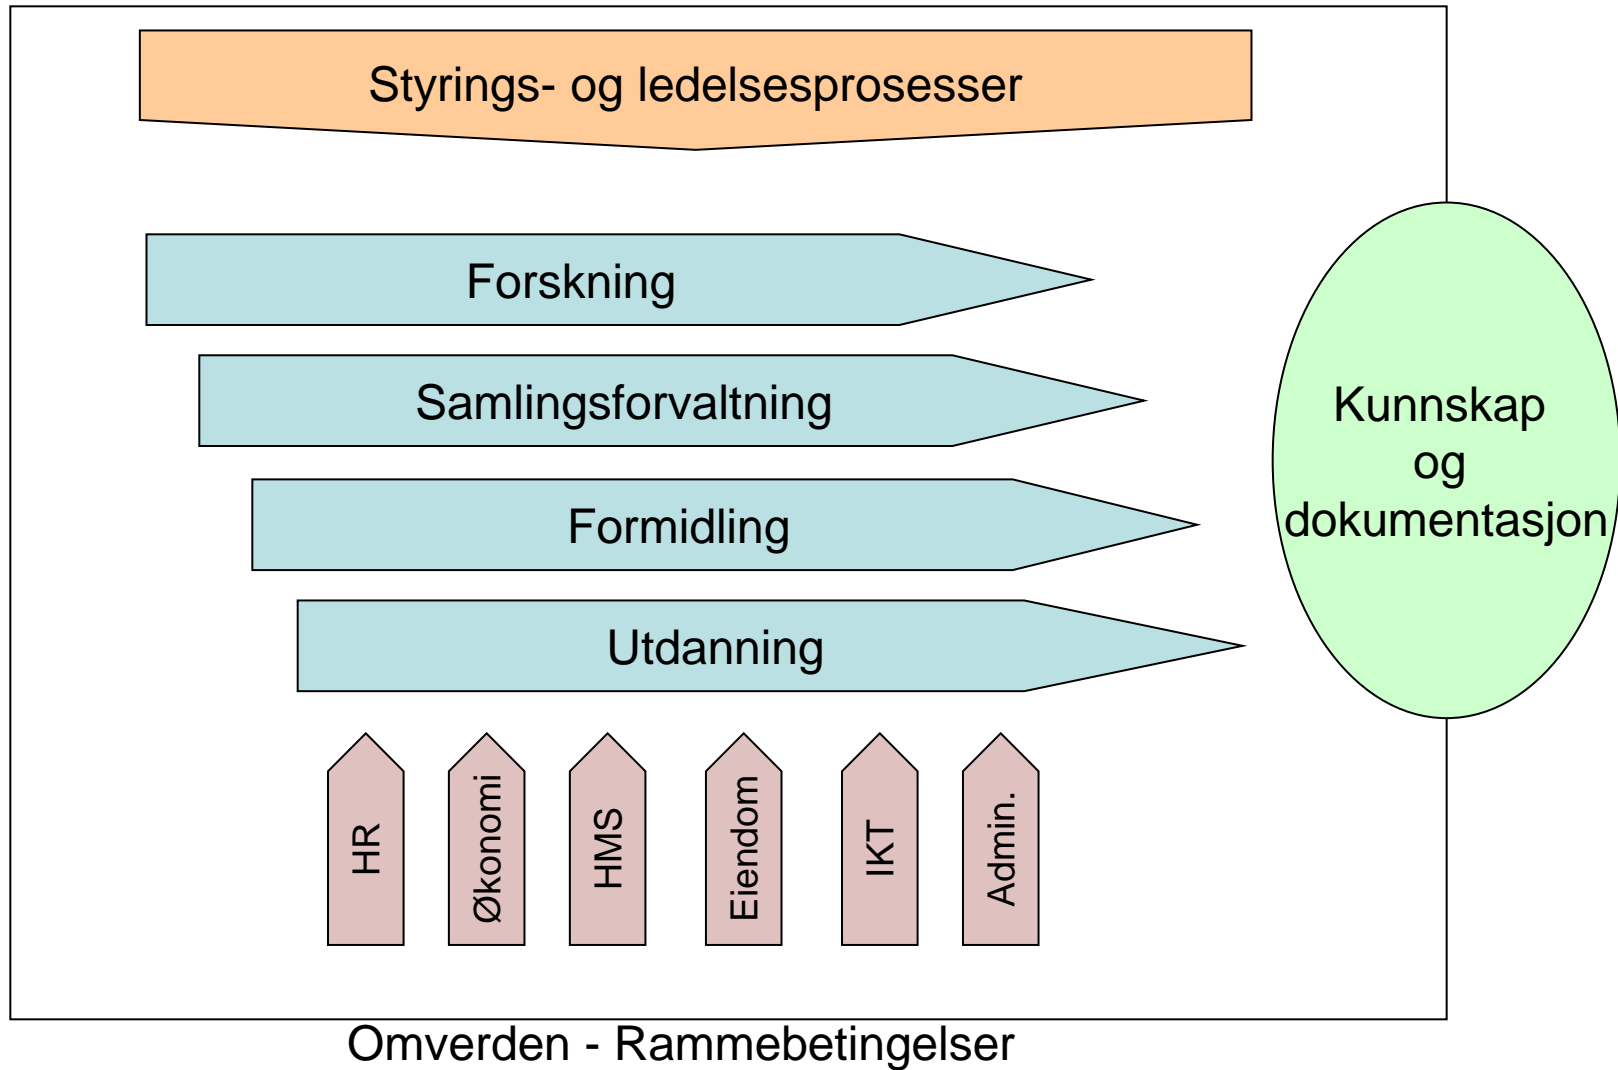 Styrings- og ledelsesprosesser
Forskning
Samlingsforvaltning
Formidling
Utdanning
Kunnskap
og
dokumentasjon
HR
Økonomi
HMS
Eiendom
IKT
Admin.
Omverden - Rammebetingelser